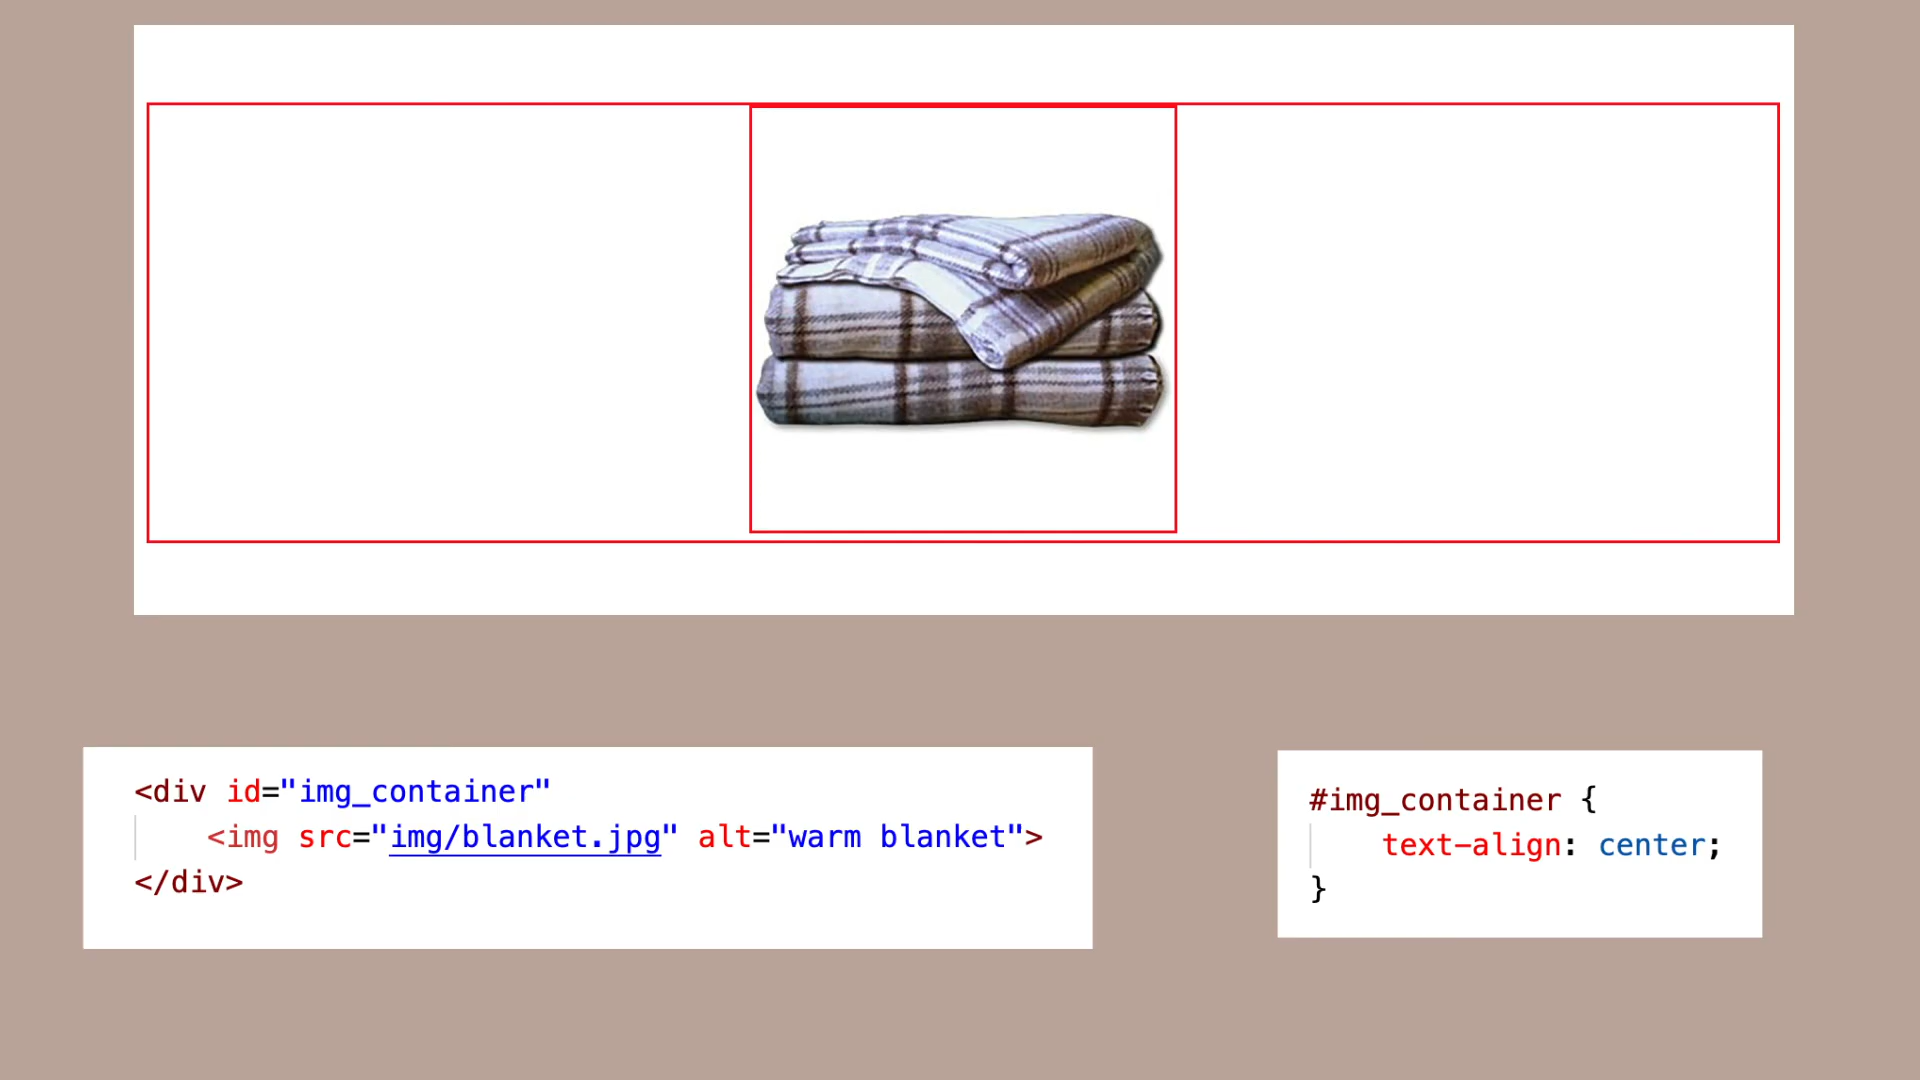 <div id="img_container"
<img src="img/blanket.jpg" alt="warm blanket">
</div>
#img_container {
text-align: center;
}